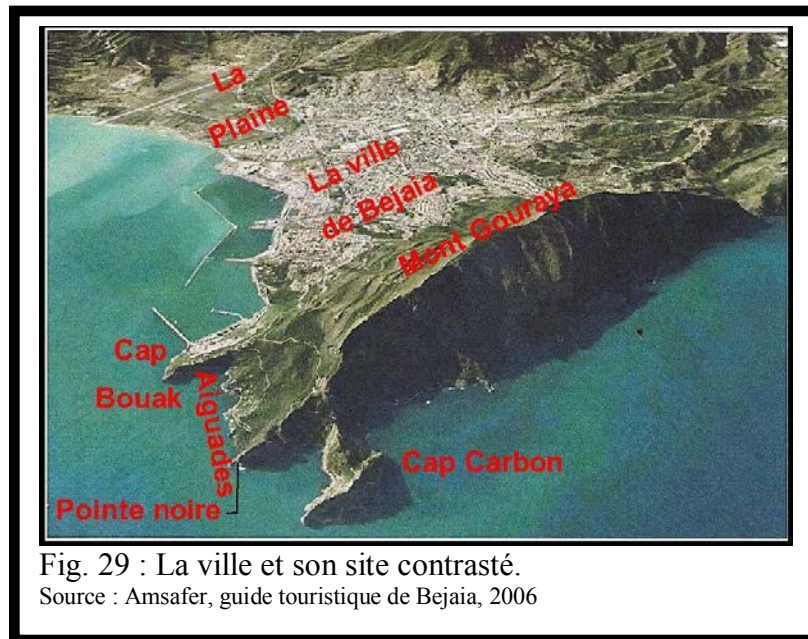 La
Plaine
La ville
de Bejaia
Mont Gouraya
Cap
Bouak
Aiguades
Cap Carbon
Pointe noire
Fig. 29 : La ville et son site contrasté.
Source : Amsafer, guide touristique de Bejaia, 2006